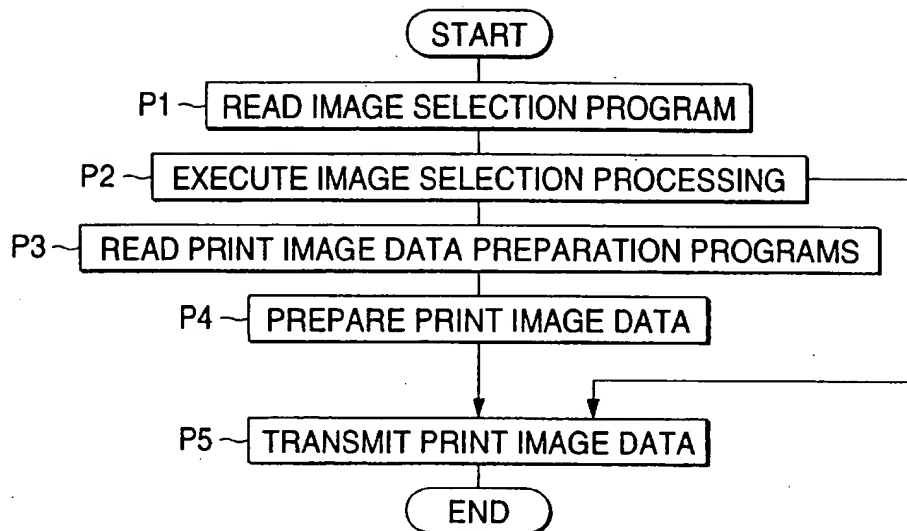 START
P1 READ IMAGE SELECTION PROGRAM
P2 EXECUTE IMAGE SELECTION PROCESSING
P3 READ PRINT IMAGE DATA PREPARATION PROGRAMS
P4 PREPARE PRINT IMAGE DATA
P5 TRANSMIT PRINT IMAGE DATA
END